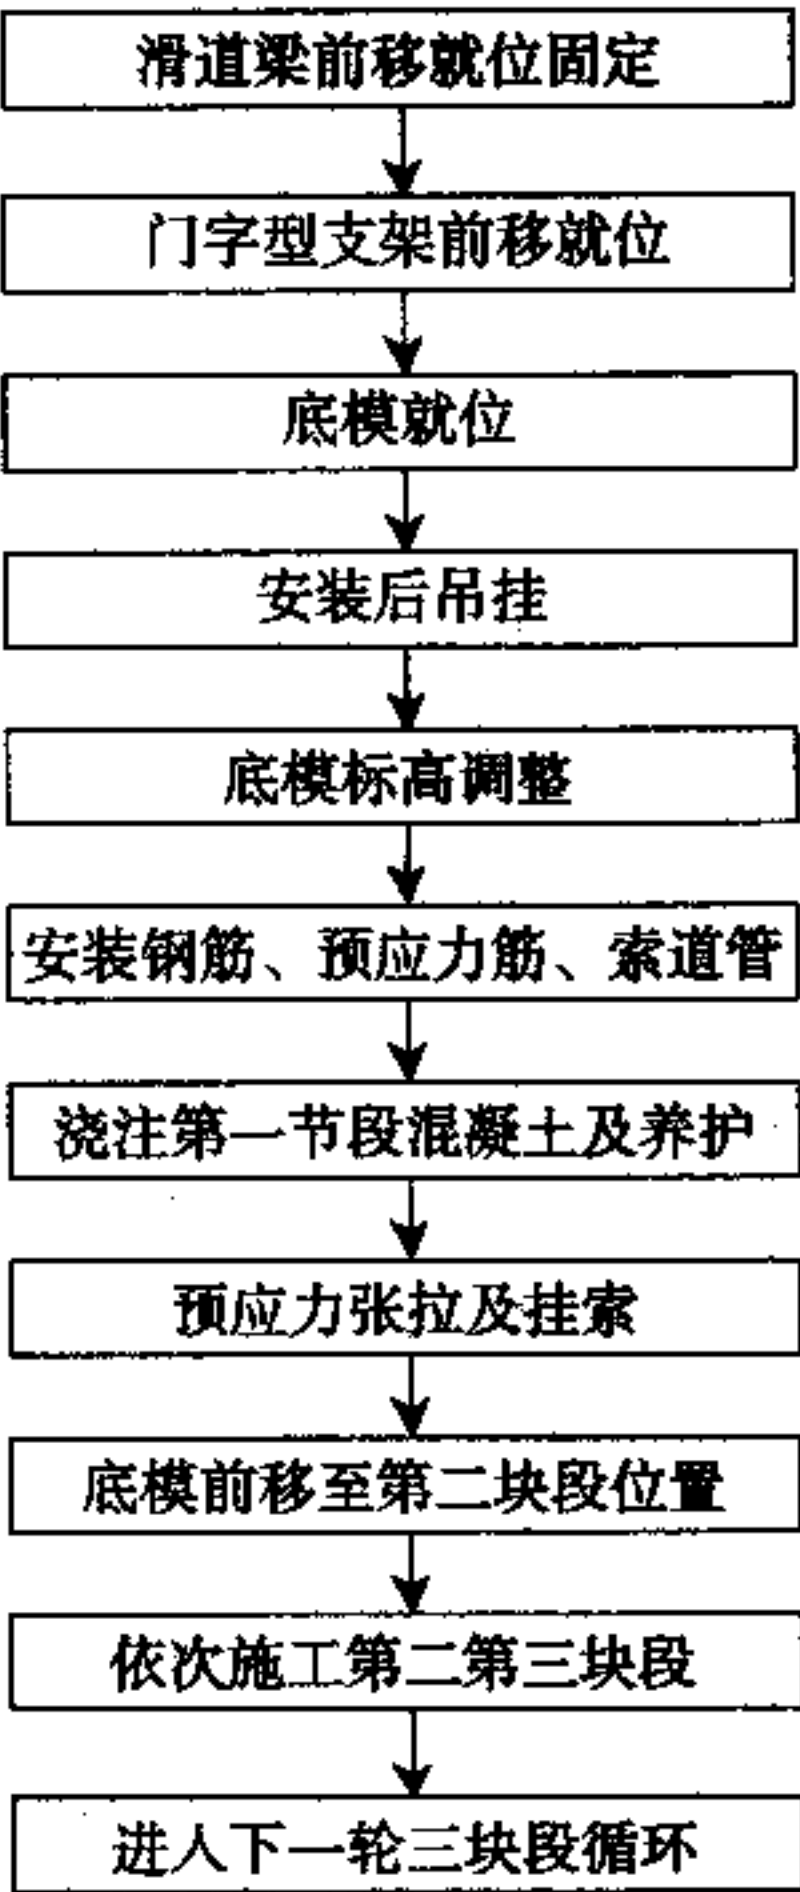 滑道梁前移就位固定
门字型支架前移就位
底模就位
安装后吊挂
底模标高调整
安装钢筋、预应力筋、索道管
浇注第一节段混凝土及养护
预应力张拉及挂索
底模前移至第二块段位置
依次施工第二第三块段
进人下一轮三块段循环